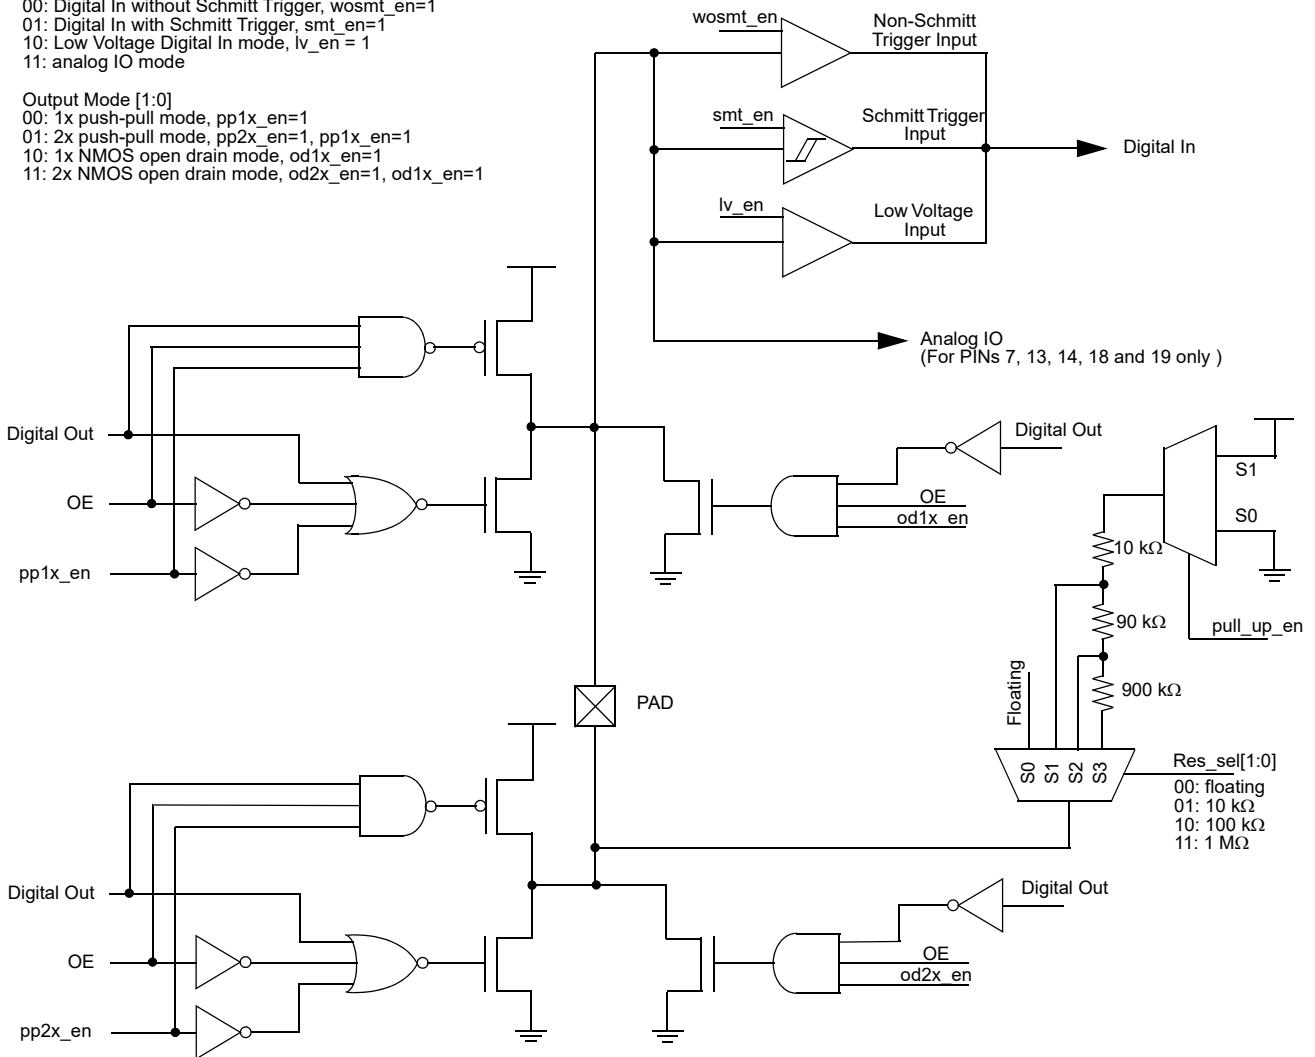 00: Digital In without Schmitt Trigger, wosmt_en=1
01: Digital In with Schmitt Trigger, smt_en=1
10: Low Voltage Digital In mode, lv_en = 1
11: analog IO mode
Output Mode [1:0]
00: 1x push-pull mode, pp1x_en=1
01: 2x push-pull mode, pp2x_en=1, pp1x_en=1
10: 1x NMOS open drain mode, od1x_en=1
11: 2x NMOS open drain mode, od2x_en=1, od1x_en=1
wosmt_en
Non-Schmitt
Trigger Input
smt_en
Schmitt Trigger
Input
Digital In
lv_en
Low Voltage
Input
Analog IO
(For PINs 7, 13, 14, 18 and 19 only )
Digital Out
OE
pp1x_en
Digital Out
OE
od1x_en
S1
S0
10 kΩ
90 kΩ
pull_up_en
900 kΩ
Floating
S0
S1
S2
S3
Res_sel[1:0]
00: floating
01: 10 kΩ
10: 100 kΩ
11: 1 MΩ
PAD
Digital Out
OE
pp2x_en
Digital Out
OE
od2x_en